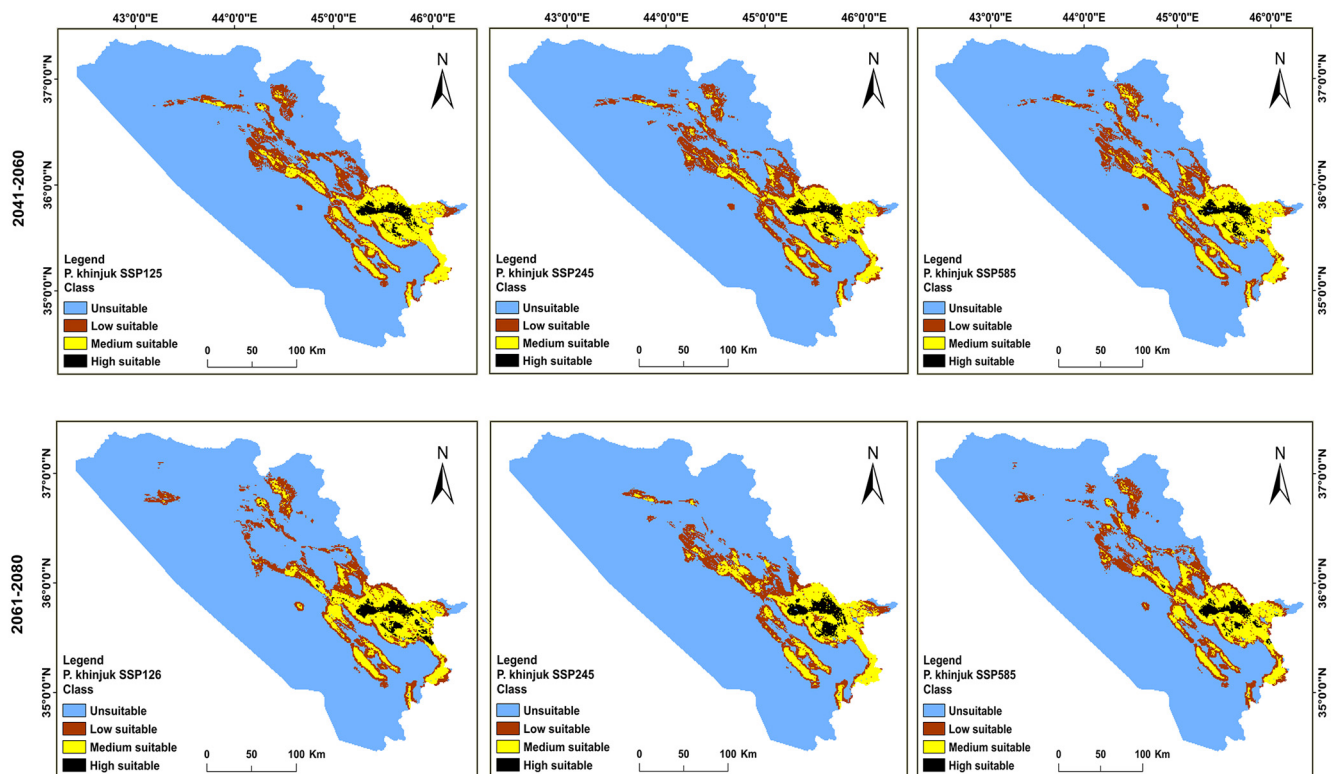 43°0'0"E 44°0'0"E 45°0'0"E 46°0'0"E 43°0'0"E 44°0'0"E 45°0'0"E 46°0'0"E 43°0'0"E 44°0'0"E 45°0'0"E 46°0'0"E
2041-2060
37°0'0"N
36°0'0"N
35°0'0"N
N
Legend
P. khinjuk SSP125
Class
Unsuitable
Low suitable
Medium suitable
High suitable
0 50 100 Km
N
Legend
P. khinjuk SSP245
Class
Unsuitable
Low suitable
Medium suitable
High suitable
0 50 100 Km
N
Legend
P. khinjuk SSP585
Class
Unsuitable
Low suitable
Medium suitable
High suitable
0 50 100 Km
37°0'0"N
36°0'0"N
35°0'0"N
2061-2080
37°0'0"N
36°0'0"N
35°0'0"N
N
Legend
P. khinjuk SSP126
Class
Unsuitable
Low suitable
Medium suitable
High suitable
0 50 100 Km
N
Legend
P. khinjuk SSP245
Class
Unsuitable
Low suitable
Medium suitable
High suitable
0 50 100 Km
N
Legend
P. khinjuk SSP585
Class
Unsuitable
Low suitable
Medium suitable
High suitable
0 50 100 Km
37°0'0"N
36°0'0"N
35°0'0"N